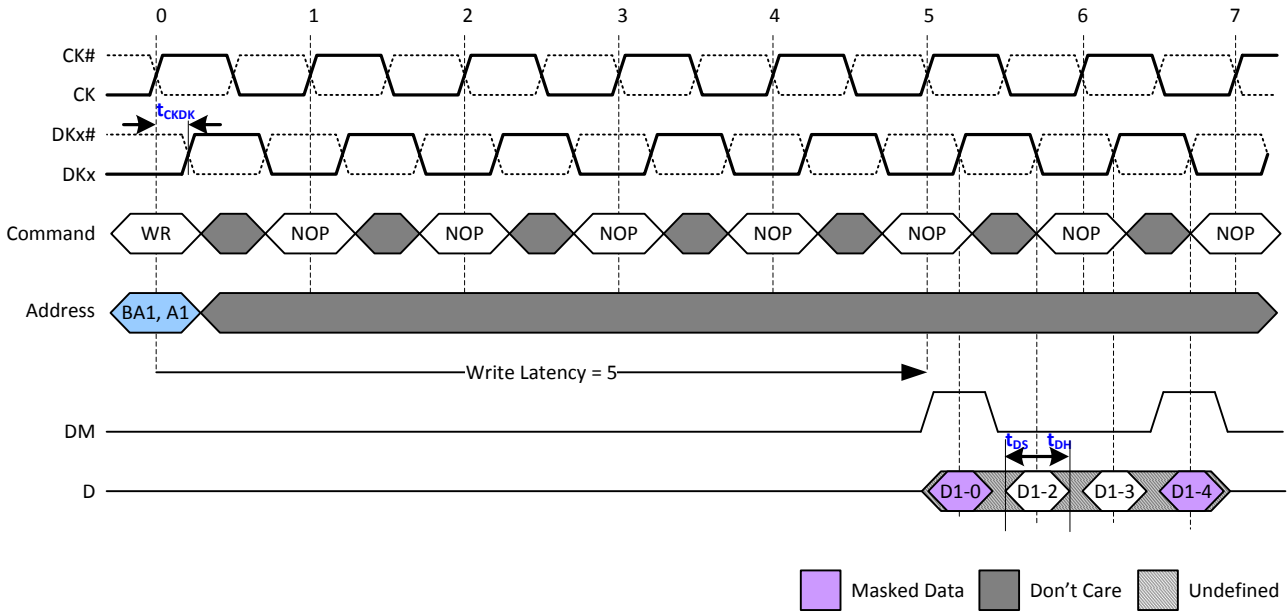 0 1 2 3 4 5 6 7
CK#
CK
tCKDK
DKx#
DKx
Command WR NOP NOP NOP NOP NOP NOP NOP
Address BA1, A1
Write Latency = 5
DM
tDS tDH
D D1-0 D1-2 D1-3 D1-4
Masked Data Don't Care Undefined